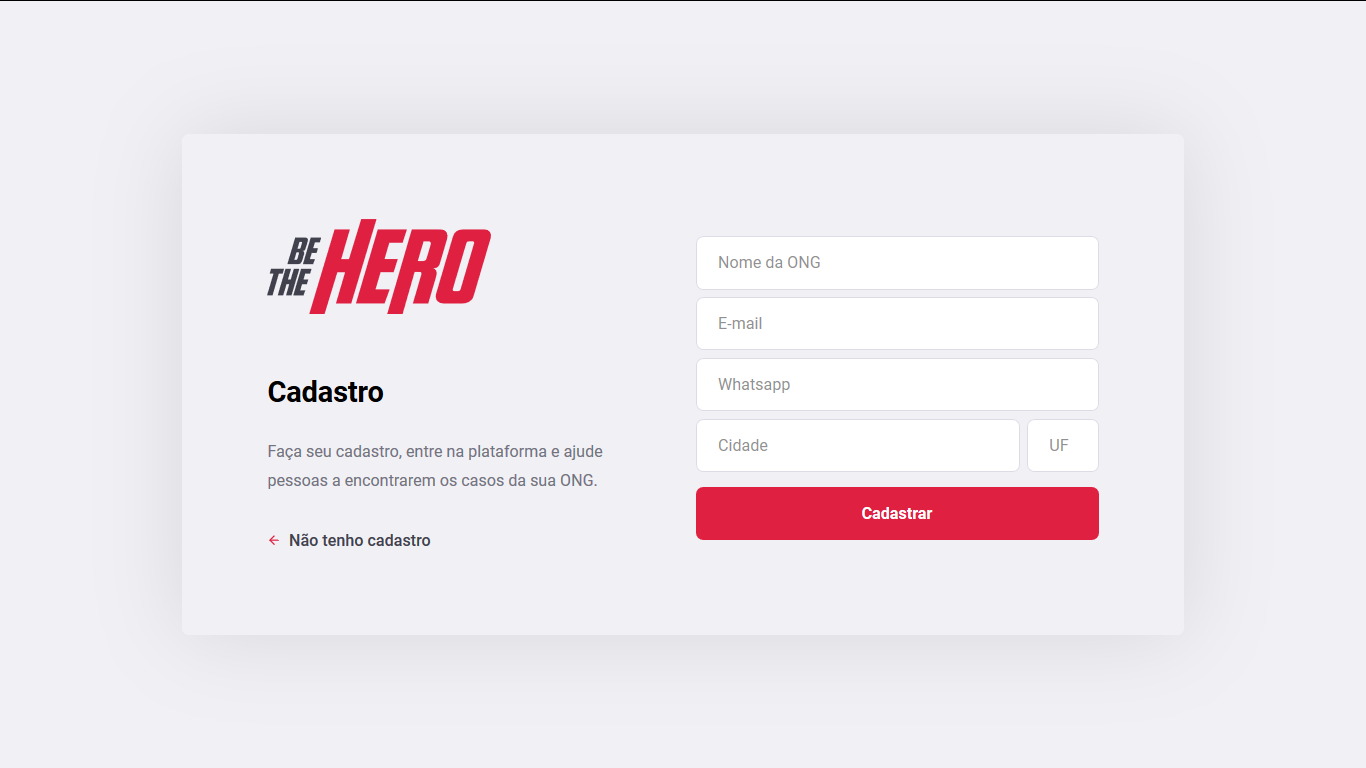 BE
THE
HERO
Cadastro
Faça seu cadastro, entre na plataforma e ajude
pessoas a encontrarem os casos da sua ONG.
Não tenho cadastro
Nome da ONG
E-mail
Whatsapp
Cidade UF
Cadastrar